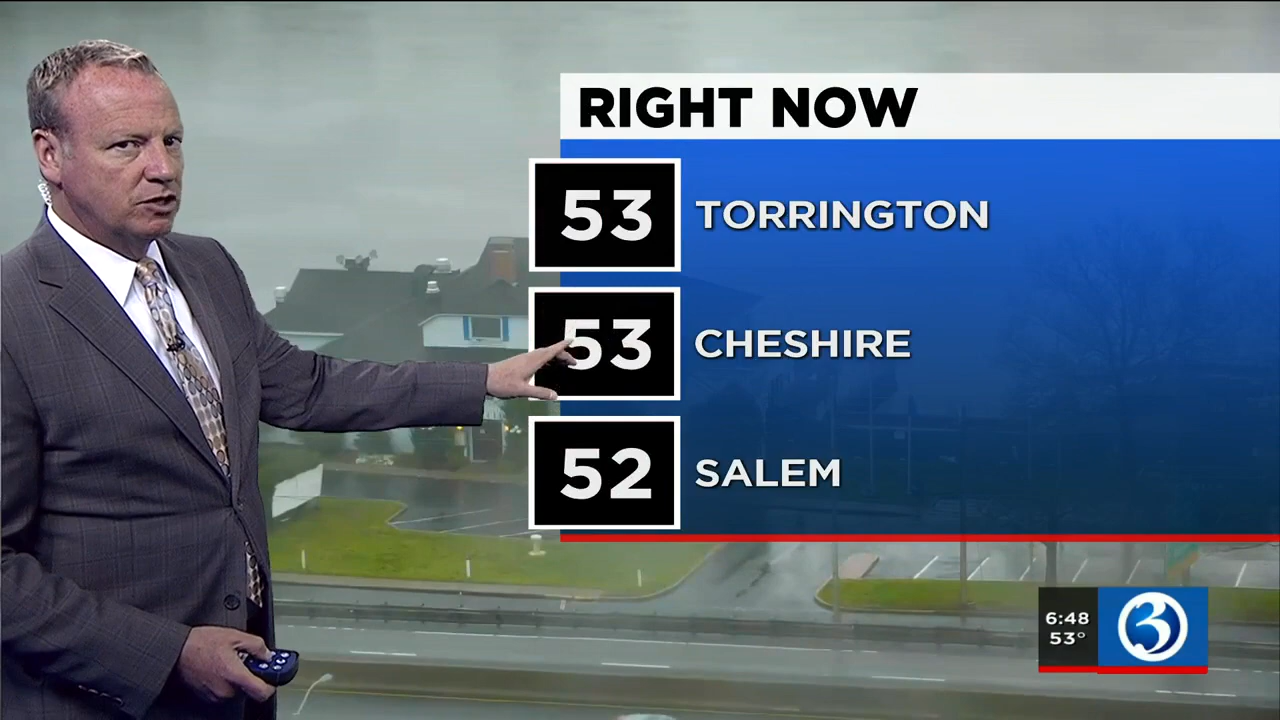 RIGHT NOW
53 TORRINGTON
53 CHESHIRE
52 SALEM
6:48
53°
3